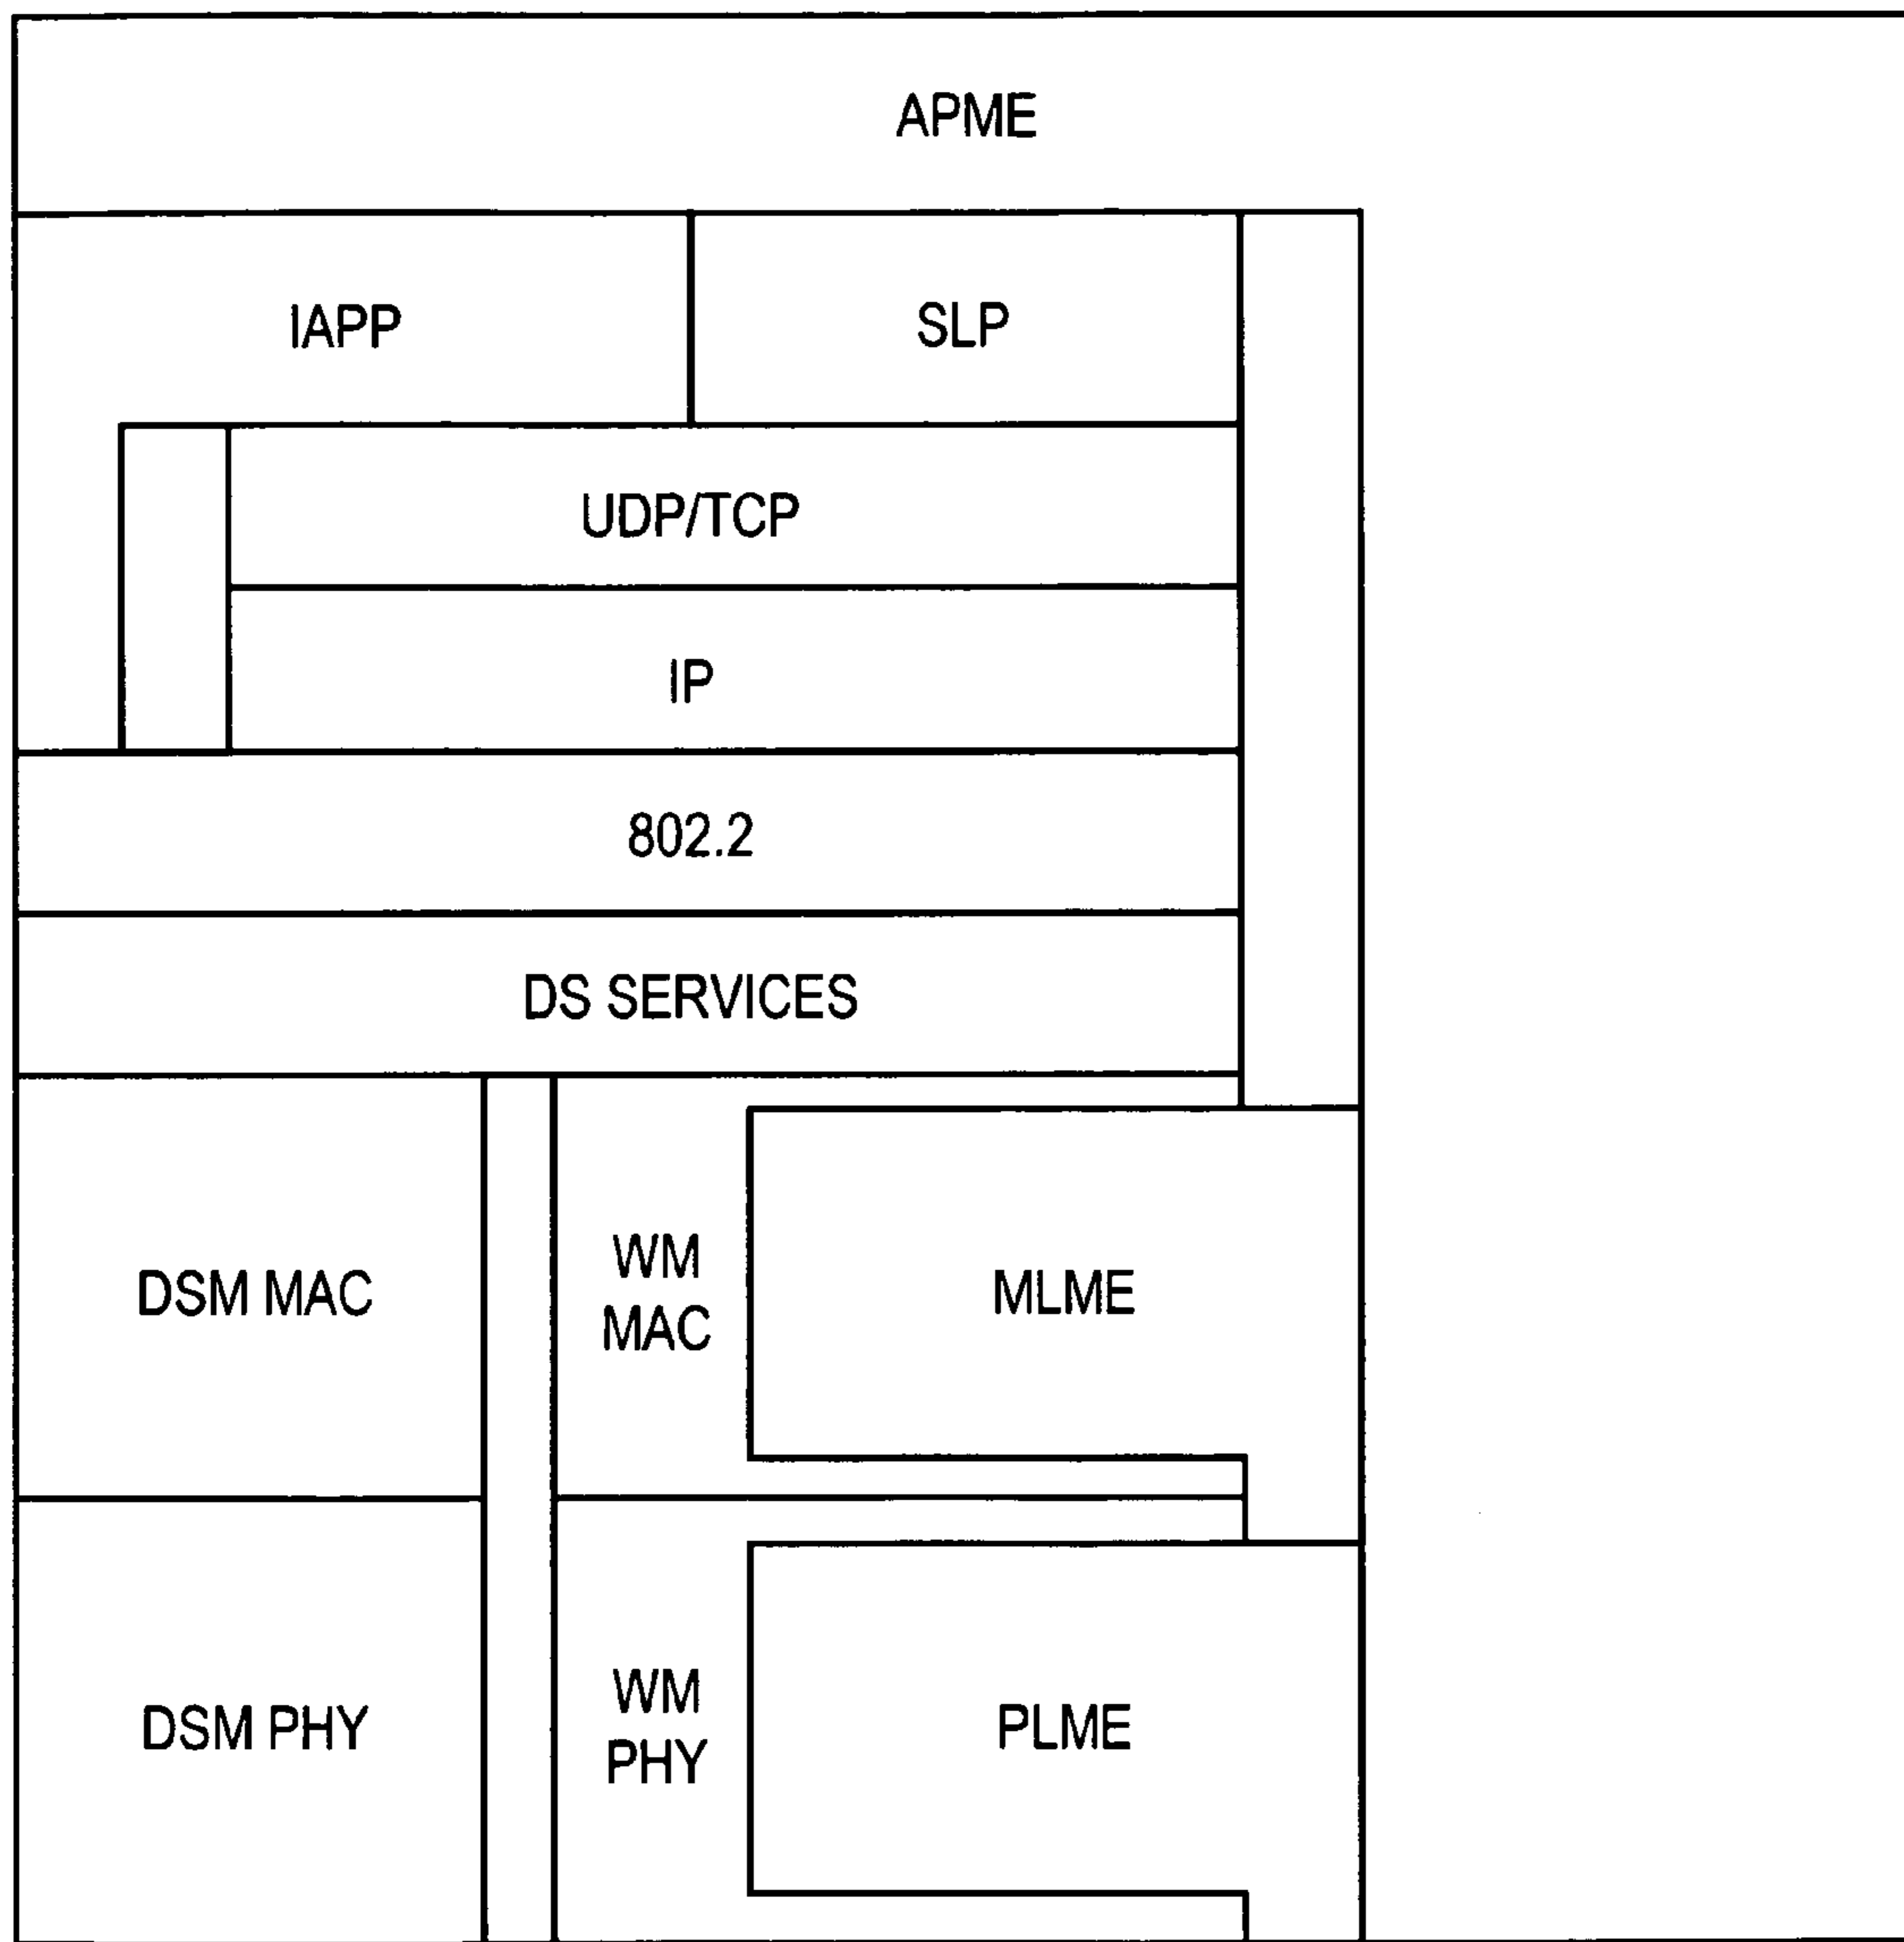 APME
IAPP
SLP
UDP/TCP
IP
802.2
DS SERVICES
DSM MAC
WM
MAC
MLME
DSM PHY
WM
PHY
PLME